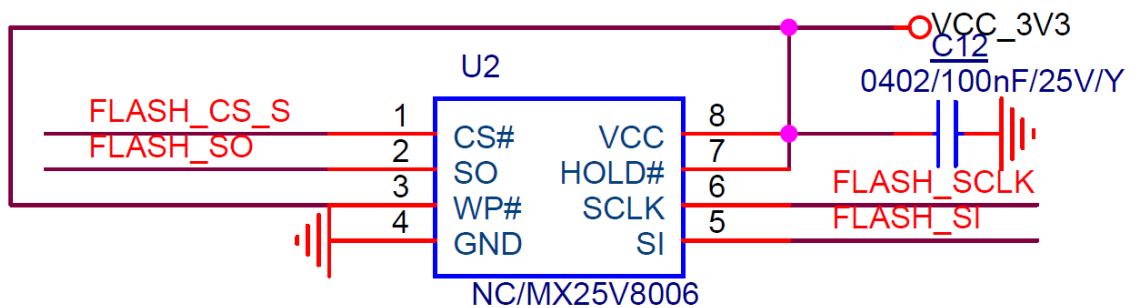 VCC_3V3
C12
U2
0402/100nF/25V/Y
FLASH_CS_S
1
CS#
VCC
8
FLASH_SO
2
SO
HOLD#
7
3
WP#
SCLK
6
FLASH_SCLK
4
GND
SI
5
FLASH_SI
NC/MX25V8006